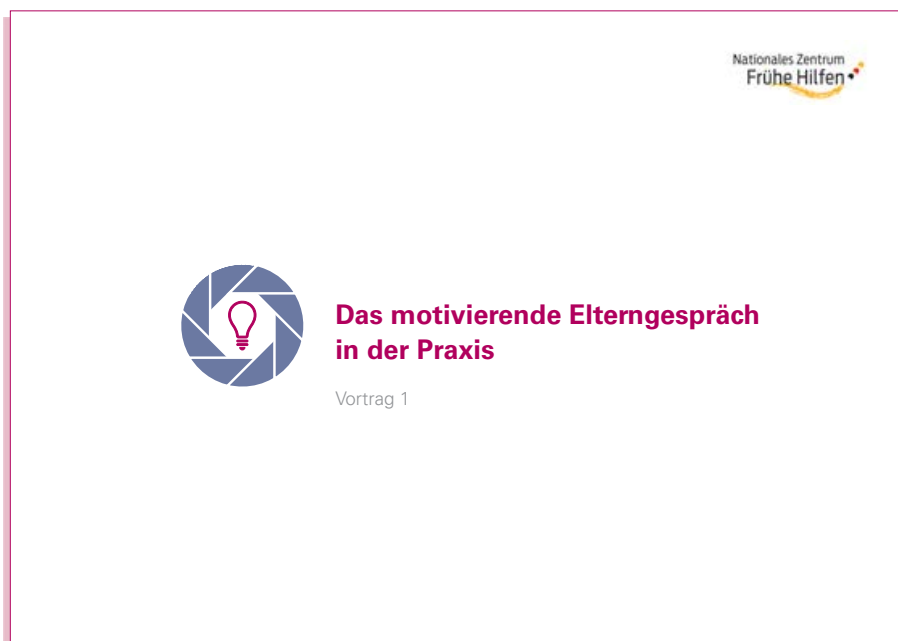 Nationales Zentrum
Frühe Hilfen
Das motivierende Elterngespräch
in der Praxis
Vortrag 1